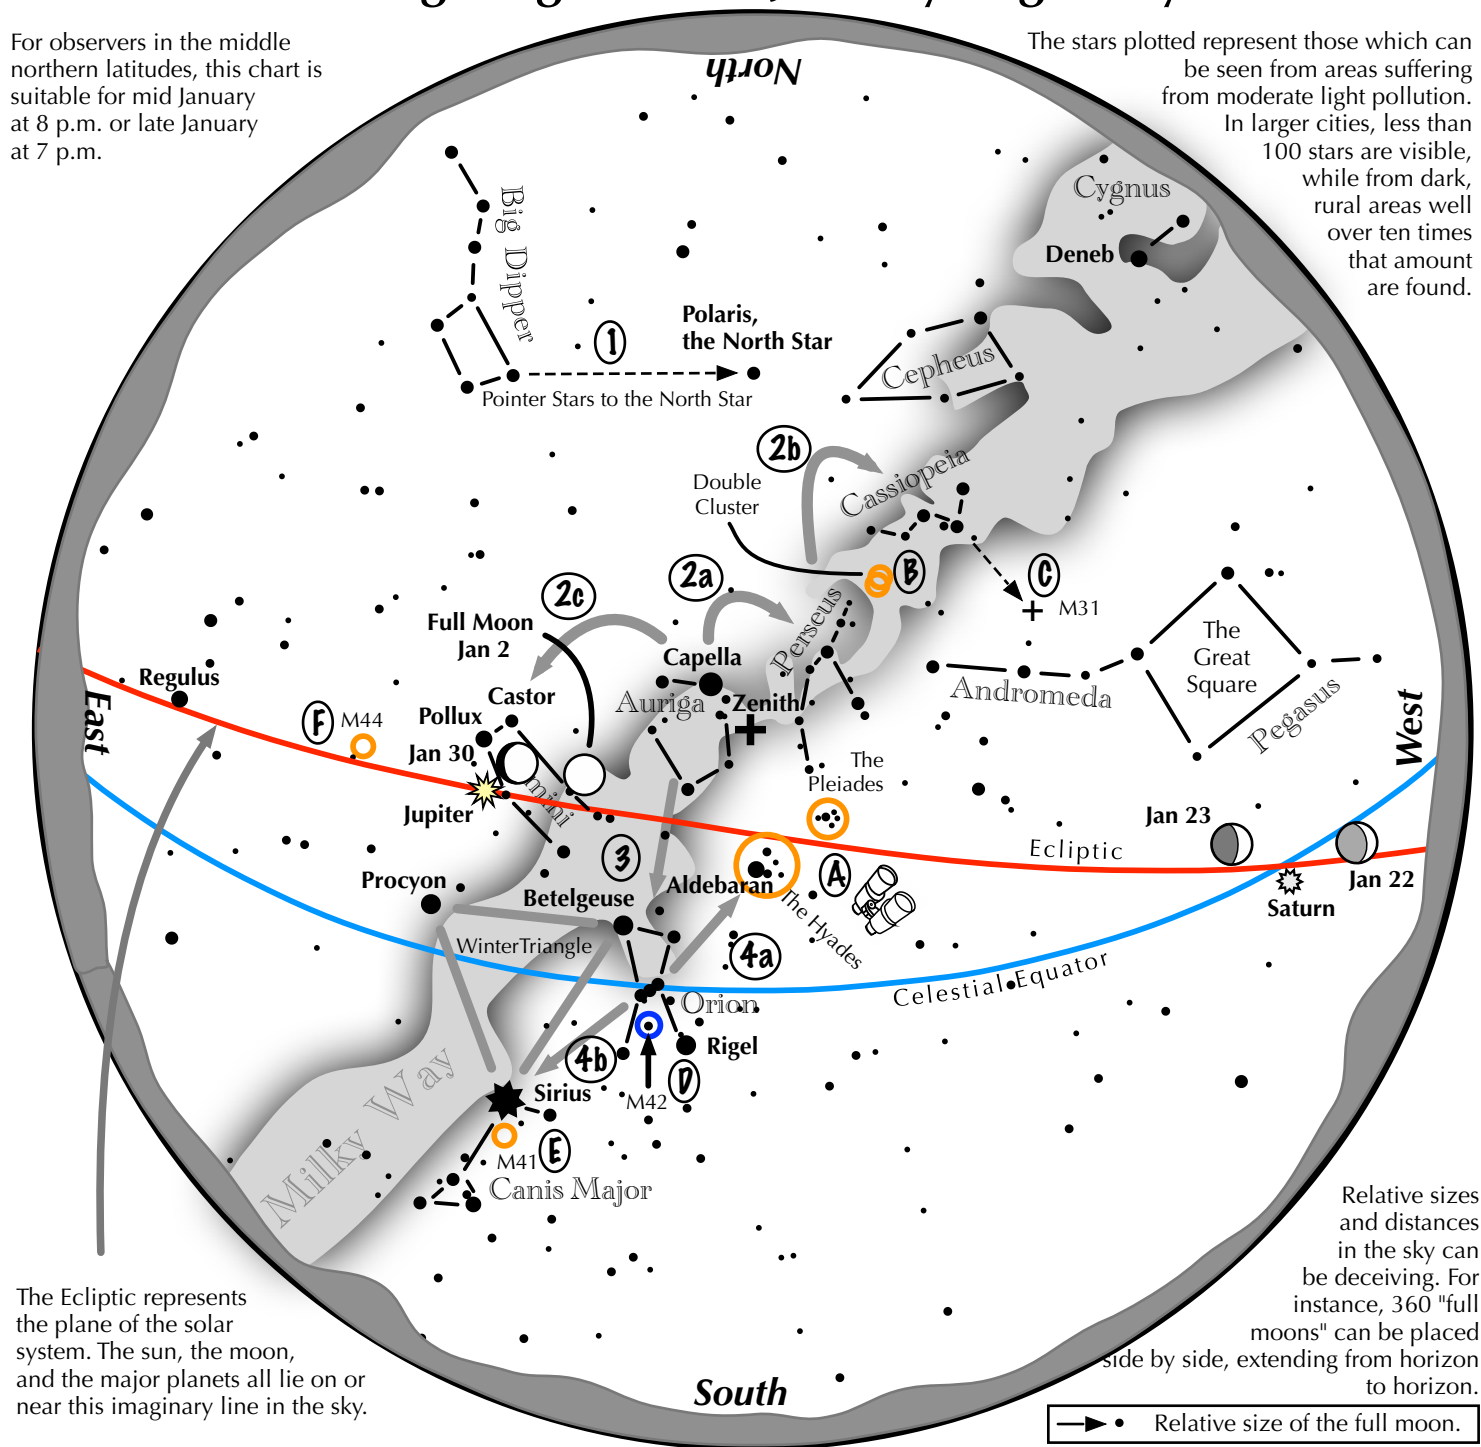 For observers in the middle
northern latitudes, this chart is
suitable for mid January
at 8 p.m. or late January
at 7 p.m.
The stars plotted represent those which can
be seen from areas suffering
from moderate light pollution.
In larger cities, less than
100 stars are visible,
while from dark,
rural areas well
over ten times
that amount
are found.
North
Big Dipper
Cygnus
Deneb
1
Polaris,
the North Star
Pointer Stars to the North Star
Cepheus
2b
Cassiopeia
Double
Cluster
B
C
M31
2a
2c
Perseus
Full Moon
Jan 2
Capella
Auriga
Zenith
Andromeda
The
Great
Square
Pegasus
Regulus
East
West
Castor
Pollux
F
M44
Jan 30
Jupiter
mini
The
Pleiades
Jan 23
Ecliptic
Jan 22
Saturn
3
A
Procyon
Betelgeuse
Aldebaran
The Hyades
WinterTriangle
4a
Celestial Equator
Orion
Rigel
4b
D
M42
Sirius
M41
E
Canis Major
Milky Way
The Ecliptic represents
the plane of the solar
system. The sun, the moon,
and the major planets all lie on or
near this imaginary line in the sky.
South
Relative sizes
and distances
in the sky can
be deceiving. For
instance, 360 "full
moons" can be placed
side by side, extending from horizon
to horizon.
Relative size of the full moon.